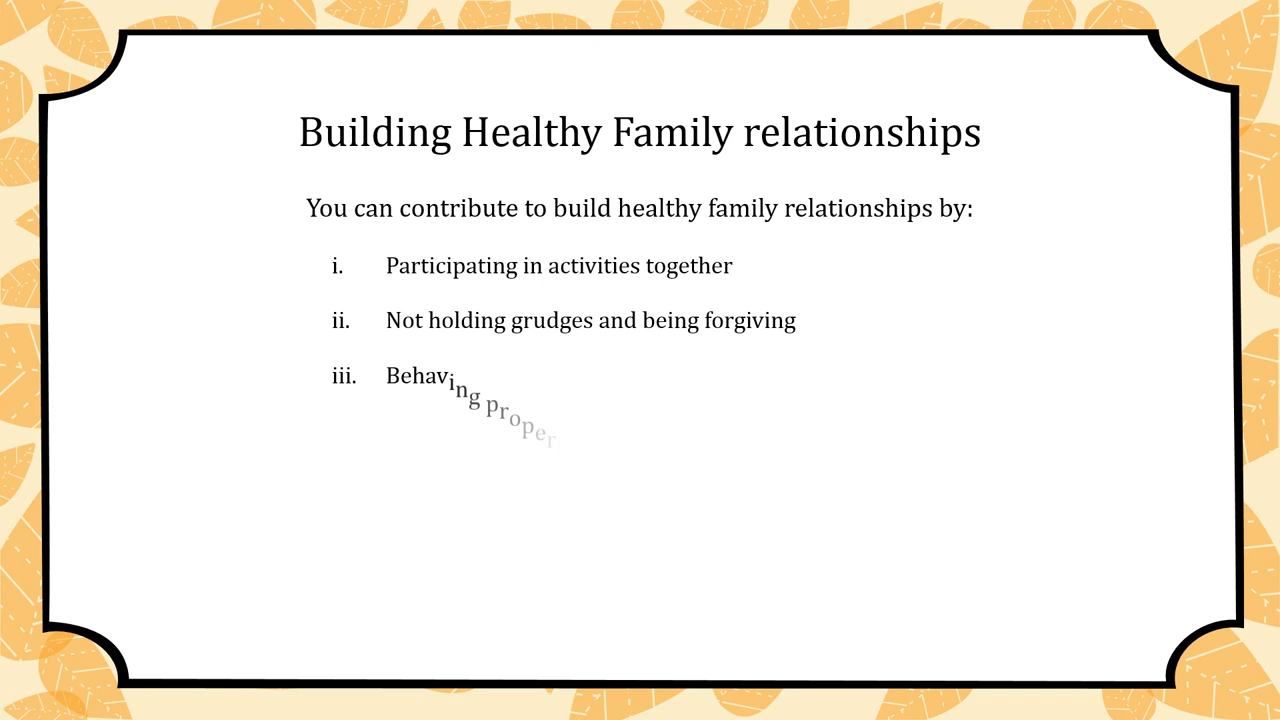 Building Healthy Family relationships
You can contribute to build healthy family relationships by:
i. Participating in activities together
ii. Not holding grudges and being forgiving
iii. Behaving proper